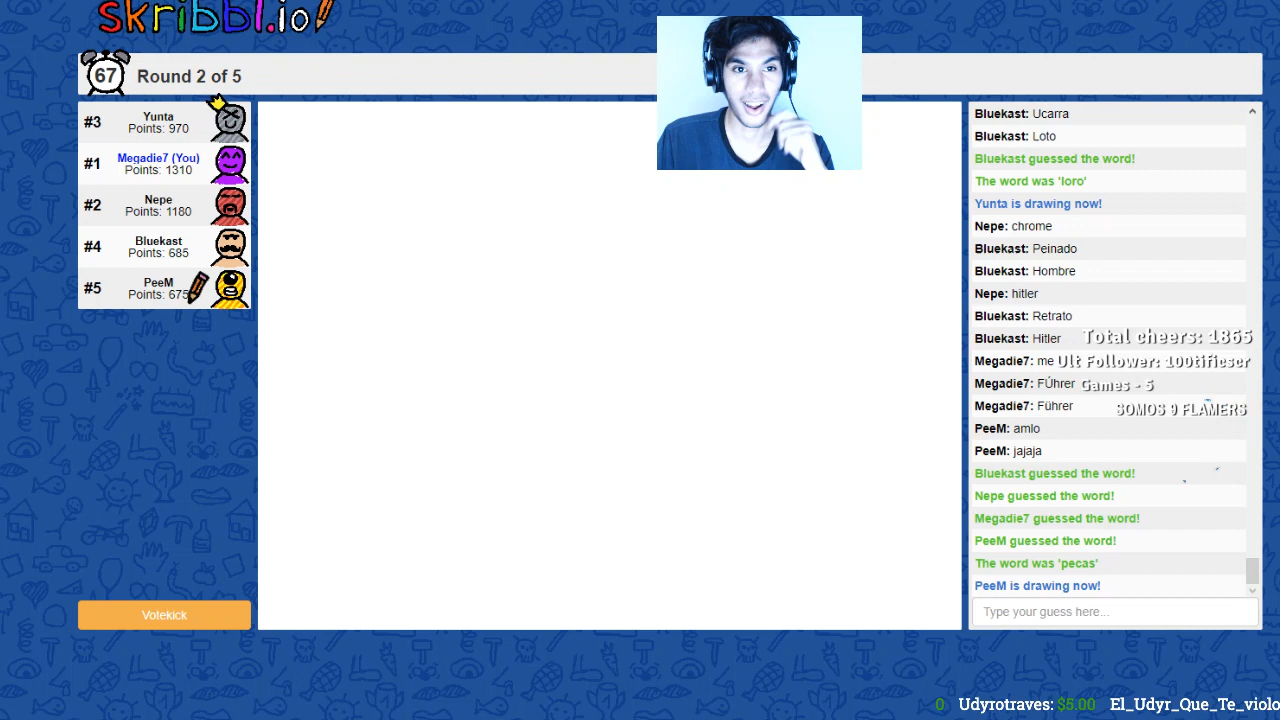 skribbl.io
67 Round 2 of 5
#3 Yunta
Points: 970
#1 Megadie7 (You)
Points: 1310
#2 Nepe
Points: 1180
#4 Bluekast
Points: 685
#5 PeeM
Points: 675
Votekick
Bluekast: Ucarra
Bluekast: Loto
Bluekast guessed the word!
The word was 'loro'
Yunta is drawing now!
Nepe: chrome
Bluekast: Peinado
Bluekast: Hombre
Nepe: hitler
Bluekast: Retrato
Bluekast: Hitler
Total cheers: 1865
Megadie7: me
Ult Follower: 100tificscr
Megadie7: FÜhrer
Games - 5
Megadie7: Führer
SOMOS 9 FLAMERS
PeeM: amlo
PeeM: jajaja
Bluekast guessed the word!
Nepe guessed the word!
Megadie7 guessed the word!
PeeM guessed the word!
The word was 'pecas'
PeeM is drawing now!
Type your guess here...
0 Udyrotraves: $5.00 El_Udyr_Que_Te_violo